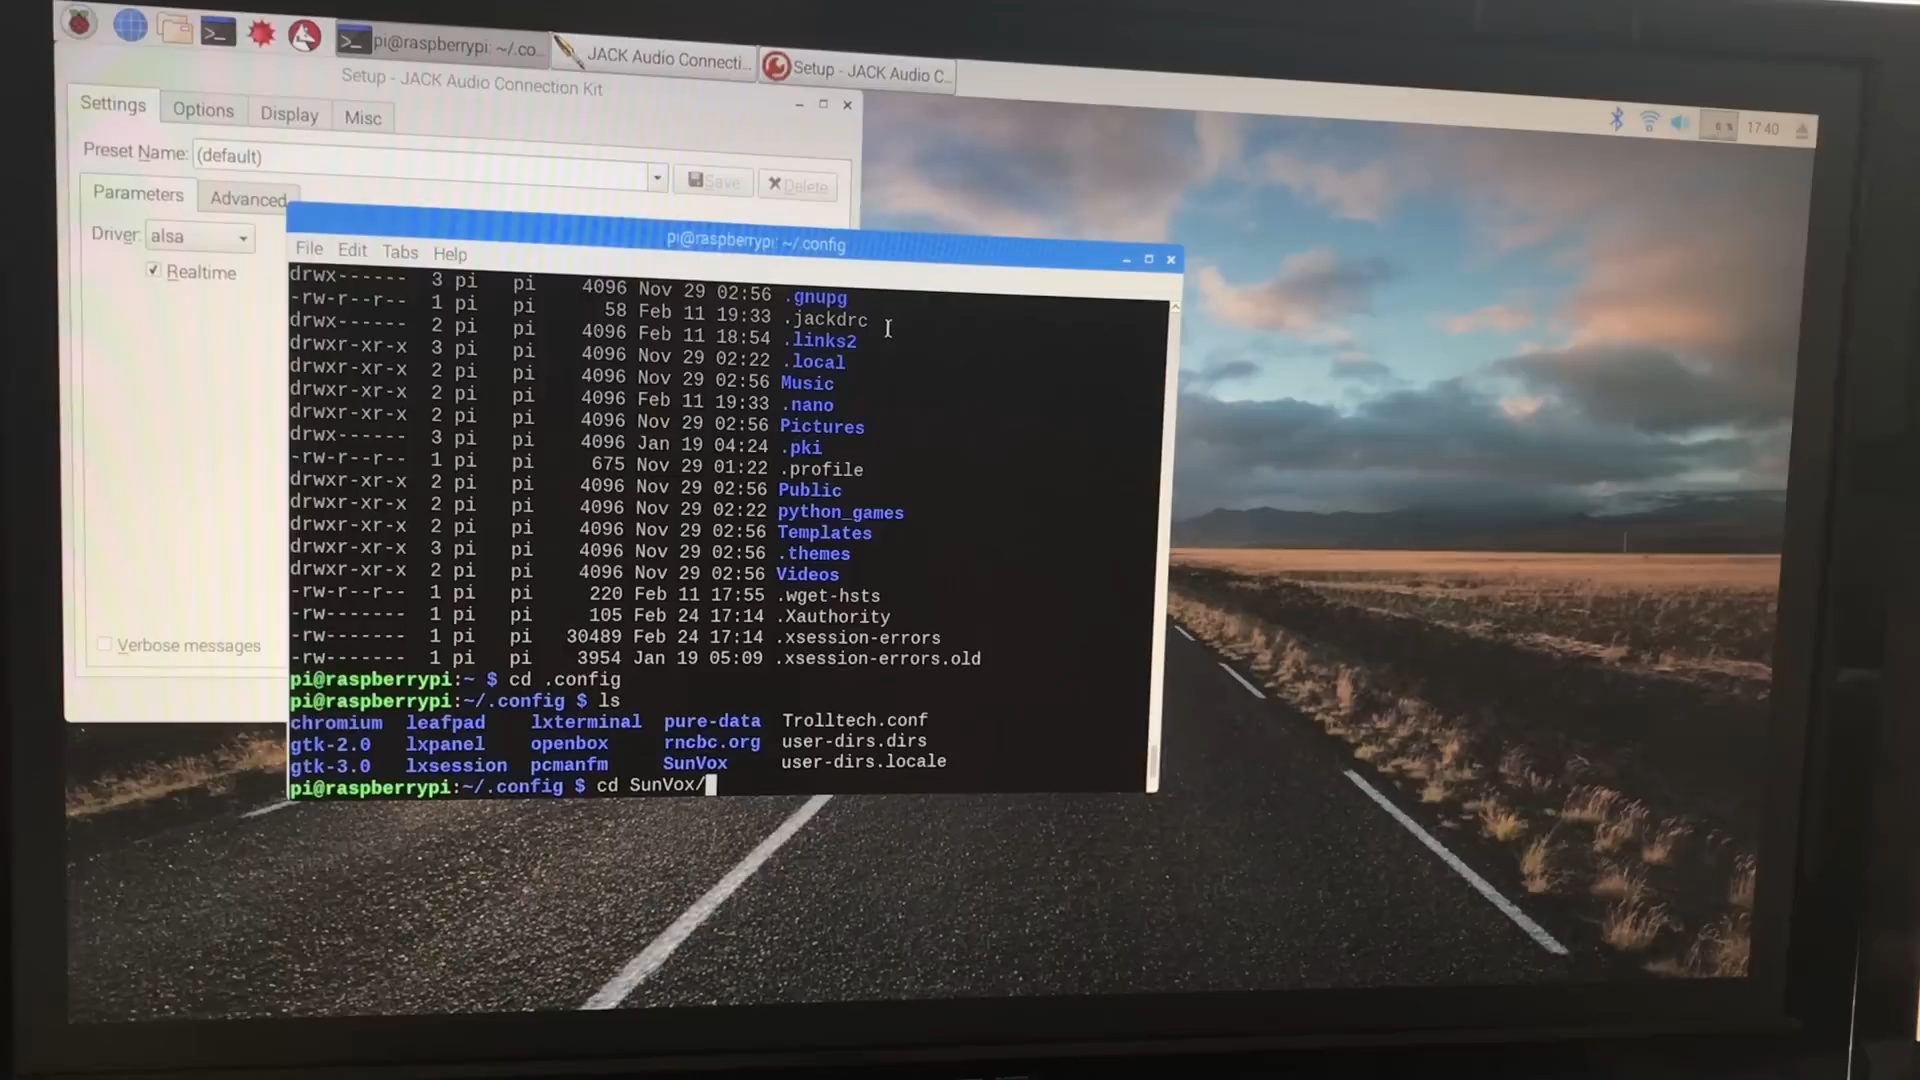 pi@raspberrypi: ~/.co...
JACK Audio Connecti...
Setup - JACK Audio C...
17:40
Setup - JACK Audio Connection Kit
Settings Options Display Misc
Preset Name: (default) Save Delete
Parameters Advanced
Driver: alsa
Realtime
Verbose messages
pi@raspberrypi: ~/.config
File Edit Tabs Help
drwx------ 3 pi pi 4096 Nov 29 02:56 .gnupg
-rw-r--r-- 1 pi pi 58 Feb 11 19:33 .jackdrc
drwx------ 2 pi pi 4096 Feb 11 18:54 .links2
drwxr-xr-x 3 pi pi 4096 Nov 29 02:22 .local
drwxr-xr-x 2 pi pi 4096 Nov 29 02:56 Music
drwxr-xr-x 2 pi pi 4096 Feb 11 19:33 .nano
drwxr-xr-x 2 pi pi 4096 Nov 29 02:56 Pictures
drwx------ 3 pi pi 4096 Jan 19 04:24 .pki
-rw-r--r-- 1 pi pi 675 Nov 29 01:22 .profile
drwxr-xr-x 2 pi pi 4096 Nov 29 02:56 Public
drwxr-xr-x 2 pi pi 4096 Nov 29 02:22 python_games
drwxr-xr-x 2 pi pi 4096 Nov 29 02:56 Templates
drwxr-xr-x 3 pi pi 4096 Nov 29 02:56 .themes
drwxr-xr-x 2 pi pi 4096 Nov 29 02:56 Videos
-rw-r--r-- 1 pi pi 220 Feb 11 17:55 .wget-hsts
-rw------- 1 pi pi 105 Feb 24 17:14 .Xauthority
-rw------- 1 pi pi 30489 Feb 24 17:14 .xsession-errors
-rw------- 1 pi pi 3954 Jan 19 05:09 .xsession-errors.old
pi@raspberrypi:~ $ cd .config
pi@raspberrypi:~/.config $ ls
chromium leafpad lxterminal pure-data Trolltech.conf
gtk-2.0 lxpanel openbox rncbc.org user-dirs.dirs
gtk-3.0 lxsession pcmanfm SunVox user-dirs.locale
pi@raspberrypi:~/.config $ cd SunVox/